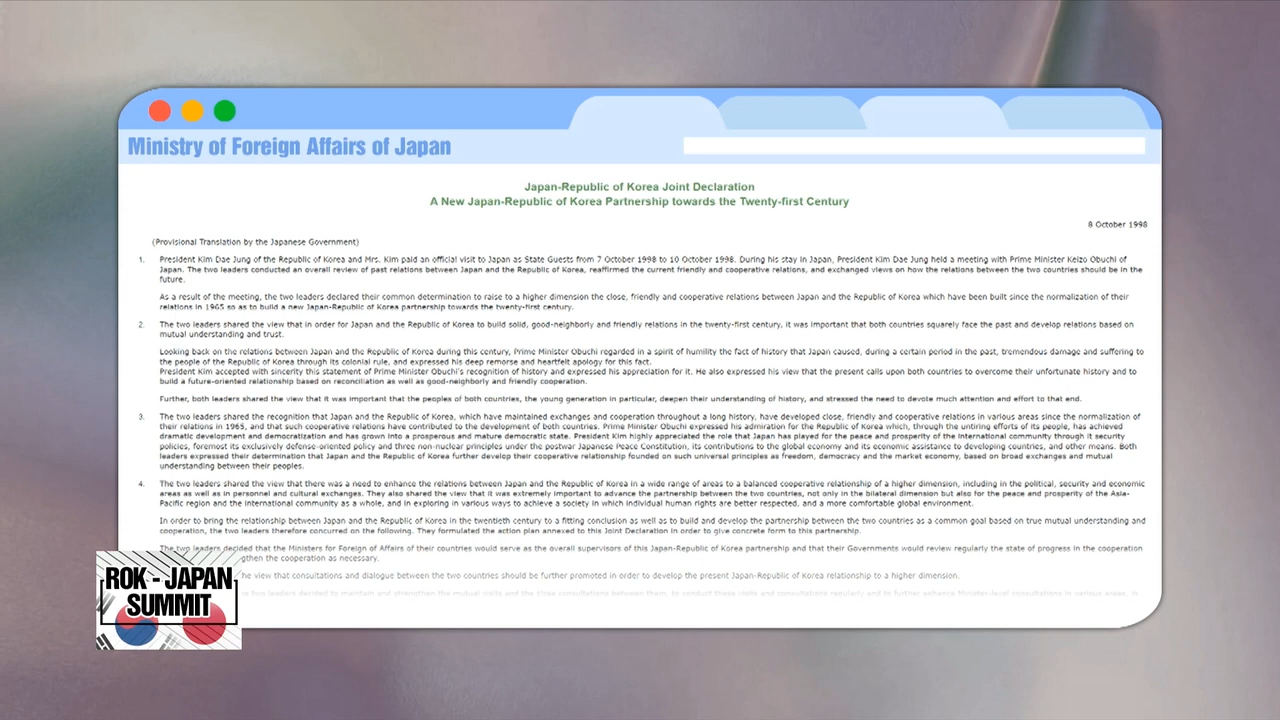 Ministry of Foreign Affairs of Japan
Japan-Republic of Korea Joint Declaration
A New Japan-Republic of Korea Partnership towards the Twenty-first Century
8 October 1998
(Provisional Translation by the Japanese Government)
1. President Kim Dae Jung of the Republic of Korea and Mrs. Kim paid an official visit to Japan as State Guests from 7 October 1998 to 10 October 1998. During his stay in Japan, President Kim Dae Jung held a meeting with Prime Minister Keizo Obuchi of
Japan. The two leaders conducted an overall review of past relations between Japan and the Republic of Korea, reaffirmed the current friendly and cooperative relations, and exchanged views on how the relations between the two countries should be in the
future.
As a result of the meeting, the two leaders declared their common determination to raise to a higher dimension the close, friendly and cooperative relations between Japan and the Republic of Korea which have been built since the normalization of their
relations in 1965 so as to build a new Japan-Republic of Korea partnership towards the twenty-first century.
2. The two leaders shared the view that in order for Japan and the Republic of Korea to build solid, good-neighborly and friendly relations in the twenty-first century, it was important that both countries squarely face the past and develop relations based on
mutual understanding and trust.
Looking back on the relations between Japan and the Republic of Korea during this century, Prime Minister Obuchi regarded in a spirit of humility the fact of history that Japan caused, during a certain period in the past, tremendous damage and suffering to
the people of the Republic of Korea through its colonial rule, and expressed his deep remorse and heartfelt apology for this fact.
President Kim accepted with sincerity this statement of Prime Minister Obuchi's recognition of history and expressed his appreciation for it. He also expressed his view that the present calls upon both countries to overcome their unfortunate history and to
build a future-oriented relationship based on reconciliation as well as good-neighborly and friendly cooperation.
Further, both leaders shared the view that it was important that the peoples of both countries, the young generation in particular, deepen their understanding of history, and stressed the need to devote much attention and effort to that end.
3. The two leaders shared the recognition that Japan and the Republic of Korea, which have maintained exchanges and cooperation throughout a long history, have developed close, friendly and cooperative relations in various areas since the normalization of
their relations in 1965, and that such cooperative relations have contributed to the development of both countries. Prime Minister Obuchi expressed his admiration for the Republic of Korea which, through the untiring efforts of its people, has achieved
dramatic development and democratization and has grown into a prosperous and mature democratic state. President Kim highly appreciated the role that Japan has played for the peace and prosperity of the international community through it security
policies, foremost its exclusively defense-oriented policy and three non-nuclear principles under the postwar Japanese Peace Constitution, its contributions to the global economy and its economic assistance to developing countries, and other means. Both
leaders expressed their determination that Japan and the Republic of Korea further develop their cooperative relationship founded on such universal principles as freedom, democracy and the market economy, based on broad exchanges and mutual
understanding between their peoples.
4. The two leaders shared the view that there was a need to enhance the relations between Japan and the Republic of Korea in a wide range of areas to a balanced cooperative relationship of a higher dimension, including in the political, security and economic
areas as well as in personnel and cultural exchanges. They also shared the view that it was extremely important to advance the partnership between the two countries, not only in the bilateral dimension but also for the peace and prosperity of the Asia-
Pacific region and the international community as a whole, and in exploring in various ways to achieve a society in which individual human rights are better respected, and a more comfortable global environment.
In order to bring the relationship between Japan and the Republic of Korea in the twentieth century to a fitting conclusion as well as to build and develop the partnership between the two countries as a common goal based on true mutual understanding and
cooperation, the two leaders therefore concurred on the following. They formulated the action plan annexed to this Joint Declaration in order to give concrete form to this partnership.
The two leaders decided that the Ministers for Foreign Affairs of their countries would serve as the overall supervisors of this Japan-Republic of Korea partnership and that their Governments would review regularly the state of progress in the cooperation
gthen the cooperation as necessary.
he view that consultations and dialogue between the two countries should be further promoted in order to develop the present Japan-Republic of Korea relationship to a higher dimension.
two leaders decided to maintain and strengthen the mutual visits and the close consultations between them, to conduct these visits and consultations regularly and to further enhance Minister-level consultations in various areas, in
ROK - JAPAN
SUMMIT